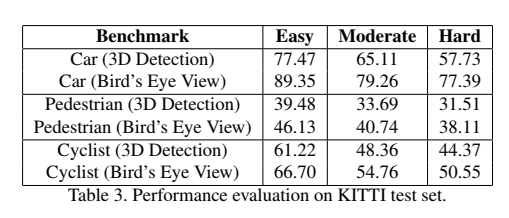 Benchmark Easy Moderate Hard
Car (3D Detection) 77.47 65.11 57.73
Car (Bird's Eye View) 89.35 79.26 77.39
Pedestrian (3D Detection) 39.48 33.69 31.51
Pedestrian (Bird's Eye View) 46.13 40.74 38.11
Cyclist (3D Detection) 61.22 48.36 44.37
Cyclist (Bird's Eye View) 66.70 54.76 50.55
Table 3. Performance evaluation on KITTI test set.